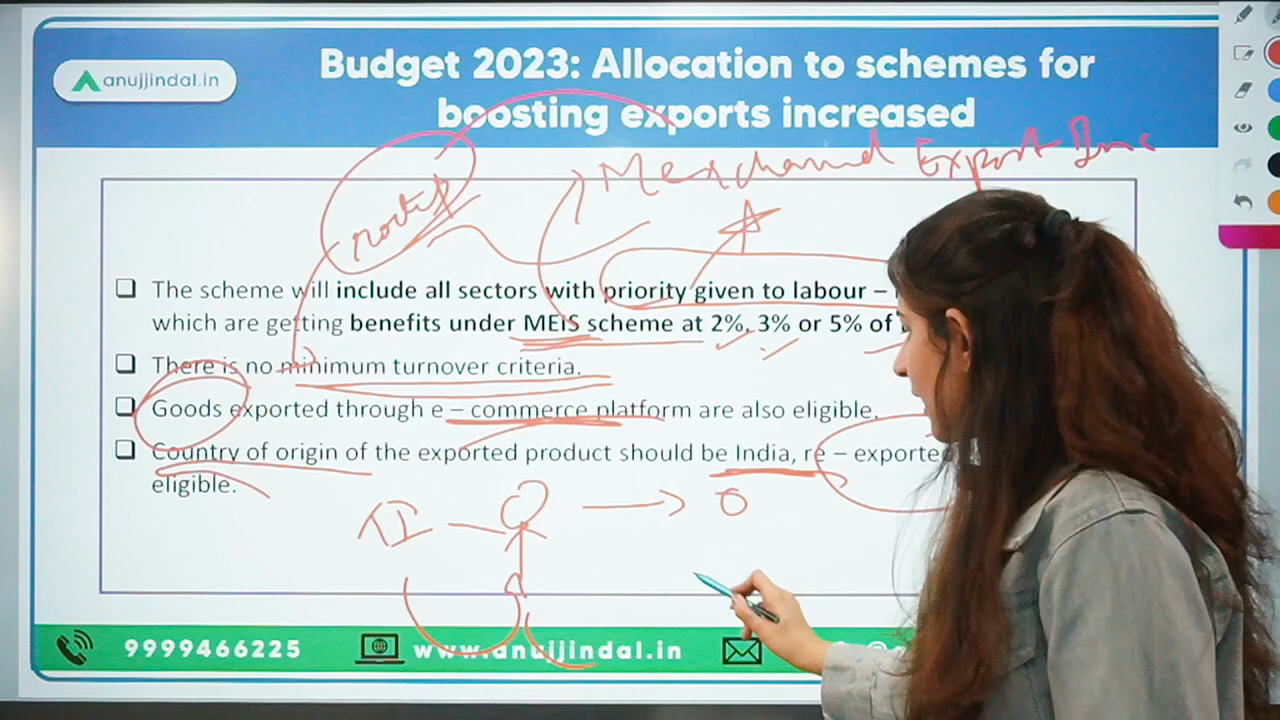 Budget 2023: Allocation to schemes for
boosting exports increased
anujjindal.in
Merchand Export
The scheme will include all sectors with priority given to labour –
which are getting benefits under MEIS scheme at 2%, 3% or 5% of
There is no minimum turnover criteria.
Goods exported through e – commerce platform are also eligible.
Country of origin of the exported product should be India, re – exported
eligible.
9999466225
www.anujjindal.in